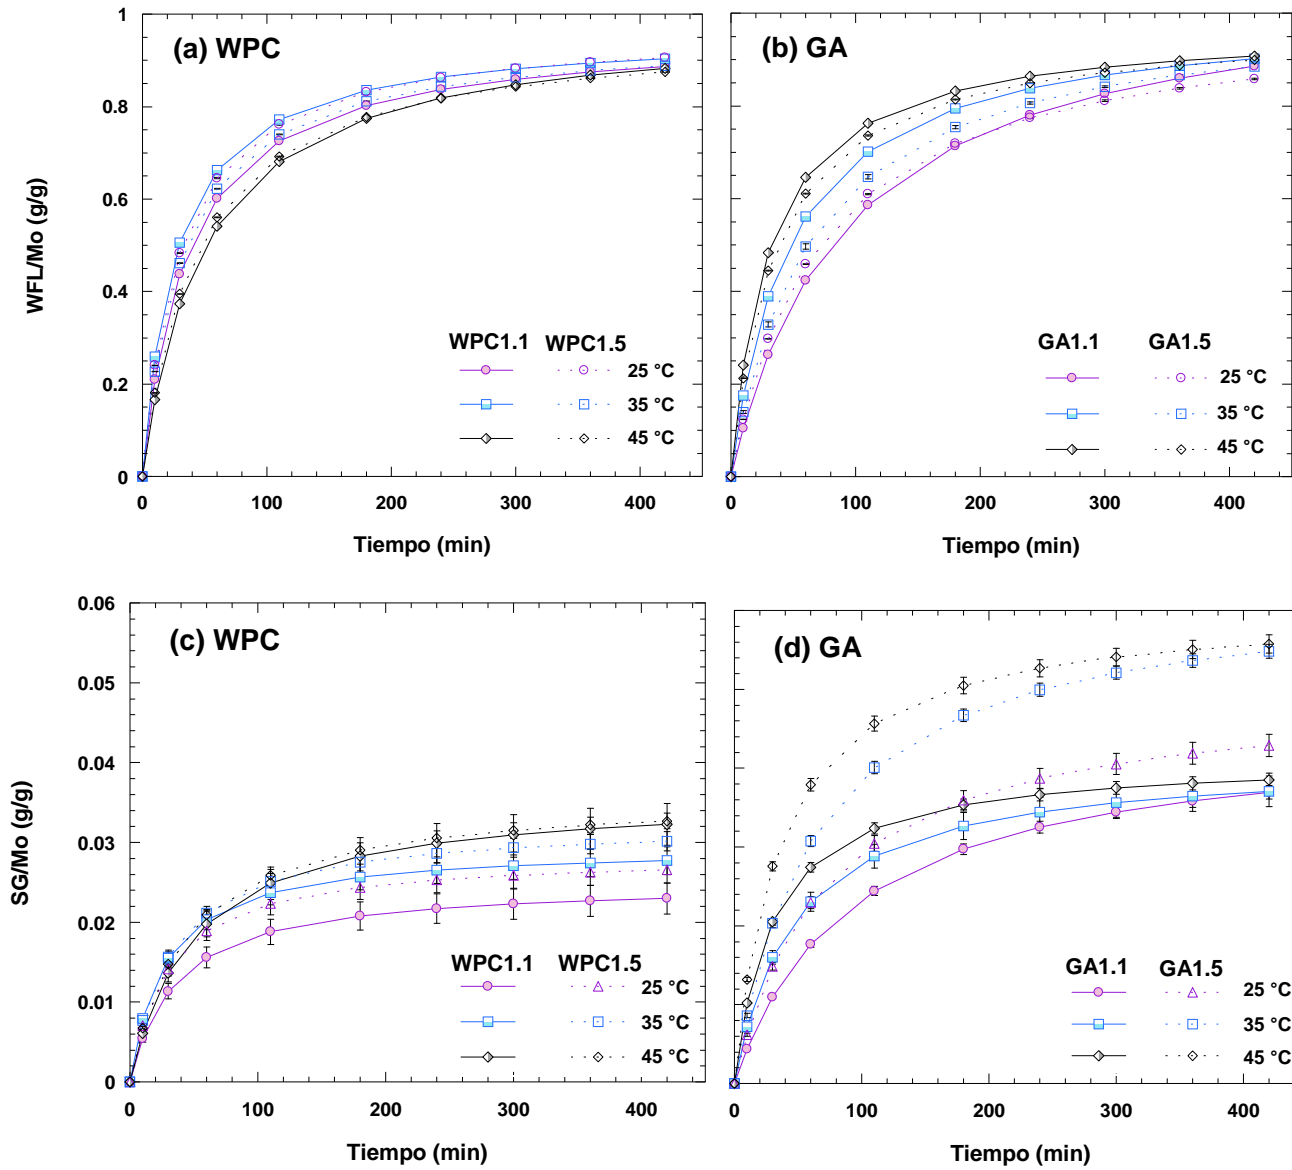 (a) WPC
(b) GA
1
0.8
0.6
0.4
0.2
0
WFL/Mo (g/g)
WPC1.1 WPC1.5
25 °C
35 °C
45 °C
GA1.1 GA1.5
25 °C
35 °C
45 °C
0 100 200 300 400
0 100 200 300 400
Tiempo (min)
Tiempo (min)
(c) WPC
(d) GA
0.06
0.05
0.04
0.03
0.02
0.01
0
SG/Mo (g/g)
WPC1.1 WPC1.5
25 °C
35 °C
45 °C
GA1.1 GA1.5
25 °C
35 °C
45 °C
0 100 200 300 400
0 100 200 300 400
Tiempo (min)
Tiempo (min)